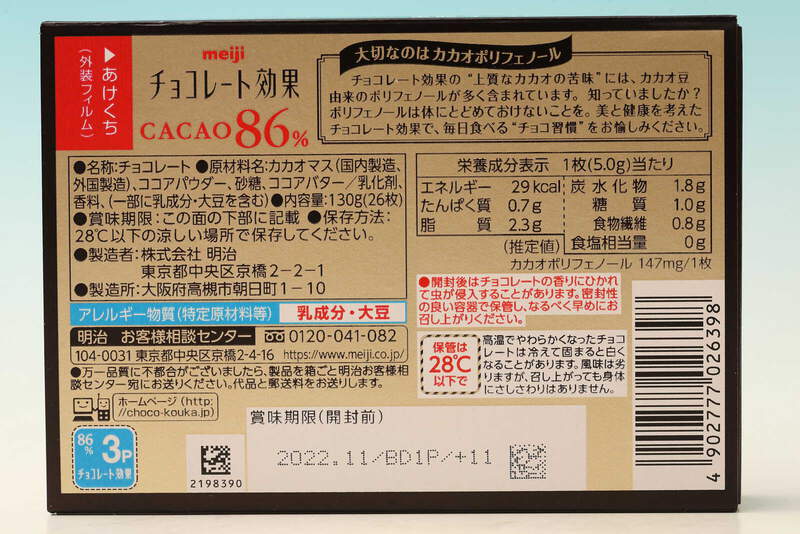 ▶あけくち
(外装フィルム)
meiji
チョコレート効果
CACAO86%
大切なのはカカオポリフェノール
チョコレート効果の“上質なカカオの苦味”には、カカオ豆
由来のポリフェノールが多く含まれています。知っていましたか?
ポリフェノールは体にとどめておけないことを。美と健康を考えた
チョコレート効果で、毎日食べる“チョコ習慣”をお愉しみください。
●名称:チョコレート ●原材料名:カカオマス(国内製造、
外国製造)、ココアパウダー、砂糖、ココアバター/乳化剤、
香料、(一部に乳成分・大豆を含む) ●内容量:130g(26枚)
●賞味期限:この面の下部に記載 ●保存方法:
28℃以下の涼しい場所で保存してください。
●製造者:株式会社 明治
東京都中央区京橋2-2-1
●製造所:大阪府高槻市朝日町1-10
アレルギー物質(特定原材料等) 乳成分・大豆
明治 お客様相談センター 0120-041-082
104-0031 東京都中央区京橋2-4-16 https://www.meiji.co.jp/
●万一品質に不都合がございましたら、製品を箱ごと明治お客様相
談センター宛にお送りください。代品と郵送料をお送りします。
ホームページ(http:
//choco-kouka.jp)
86%
3P
チョコレート効果
2198390
栄養成分表示 1枚(5.0g)当たり
エネルギー 29kcal 炭水化物 1.8g
たんぱく質 0.7g 糖質 1.0g
脂質 2.3g 食物繊維 0.8g
(推定値) 食塩相当量 0g
カカオポリフェノール 147mg/1枚
●開封後はチョコレートの香りにひかれ
て虫が侵入することがあります。密封性
の良い容器で保管し、なるべく早めにお
召し上がりください。
保管は
28℃
以下で
高温でやわらかくなったチョコ
レートは冷えて固まると白く
なることがあります。風味は劣
りますが、召し上がっても身体
にさしさわりはありません。
賞味期限(開封前)
2022.11/BD1P/+11
4902777026398